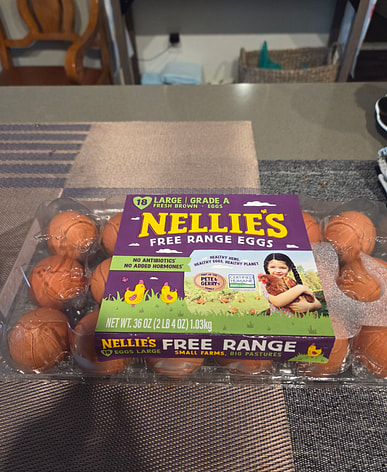 18 LARGE | GRADE A
FRESH BROWN · EGGS
NELLIE'S
FREE RANGE EGGS
NO ANTIBIOTICS
NO ADDED HORMONES*
HEALTHY HENS,
HEALTHY EGGS, HEALTHY PLANET
PETE &
GERRY'S
CERTIFIED
HUMANE
NET WT. 36 OZ (2 LB 4 OZ) 1.03kg
NELLIE'S
18 EGGS LARGE
FREE RANGE
SMALL FARMS, BIG PASTURES